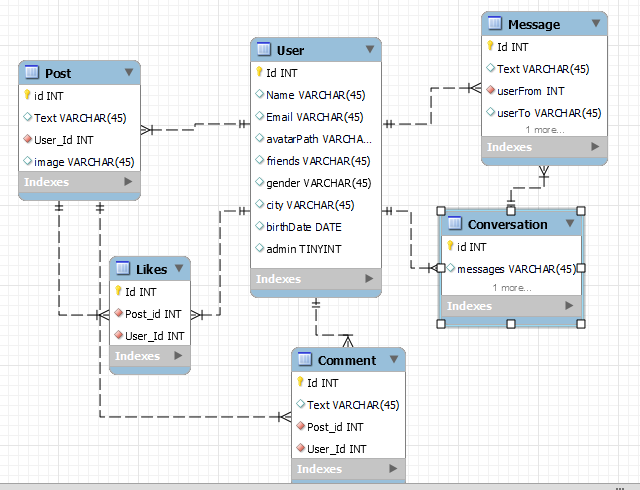 Post
id INT
Text VARCHAR(45)
User_Id INT
image VARCHAR(45)
Indexes
User
Id INT
Name VARCHAR(45)
Email VARCHAR(45)
avatarPath VARCHA...
friends VARCHAR(45)
gender VARCHAR(45)
city VARCHAR(45)
birthDate DATE
admin TINYINT
Indexes
Message
Id INT
Text VARCHAR(45)
userFrom INT
userTo VARCHAR(45)
1 more...
Indexes
Conversation
id INT
messages VARCHAR(45)
1 more...
Indexes
Likes
Id INT
Post_id INT
User_Id INT
Indexes
Comment
Id INT
Text VARCHAR(45)
Post_id INT
User_Id INT
Indexes